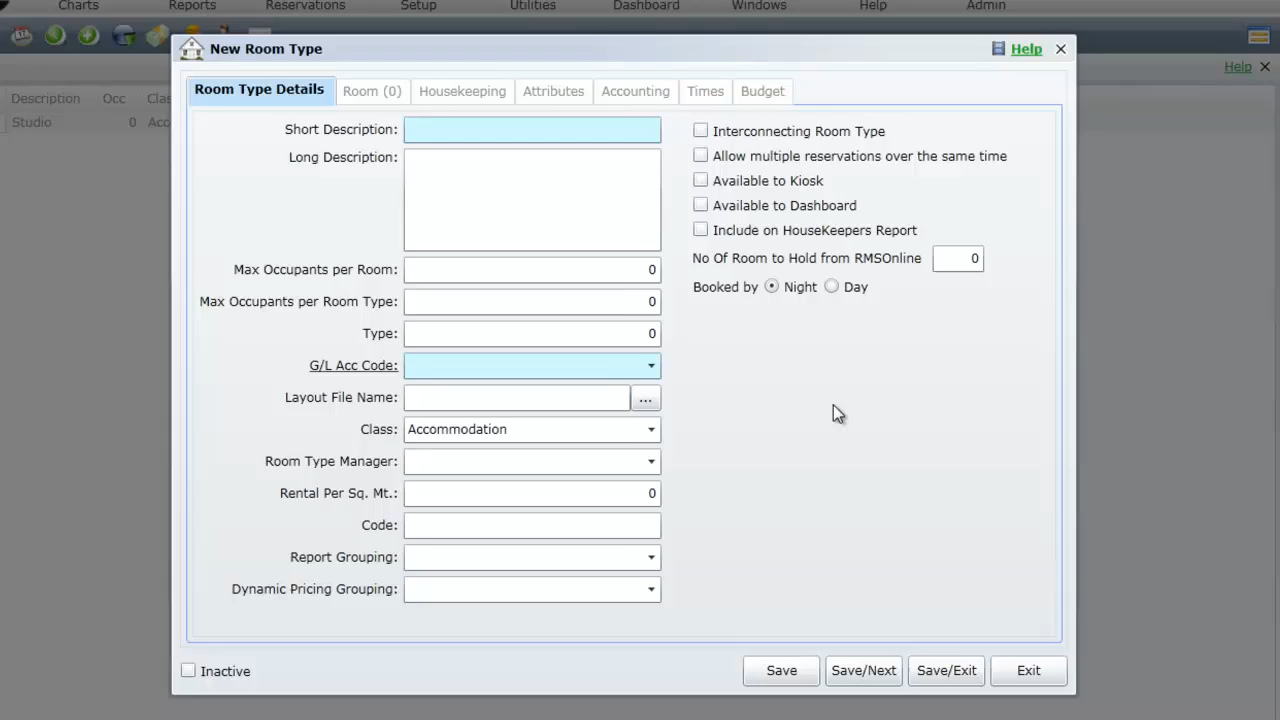 Charts Reports Reservations Setup Utilities Dashboard Windows Help Admin
New Room Type Help
Help
Room Type Details Room (0) Housekeeping Attributes Accounting Times Budget
Description Occ Clas
Studio 0 Acco
Short Description:
Long Description:
Max Occupants per Room: 0
Max Occupants per Room Type: 0
Type: 0
G/L Acc Code:
Layout File Name: ...
Class: Accommodation
Room Type Manager:
Rental Per Sq. Mt.: 0
Code:
Report Grouping:
Dynamic Pricing Grouping:
Interconnecting Room Type
Allow multiple reservations over the same time
Available to Kiosk
Available to Dashboard
Include on HouseKeepers Report
No Of Room to Hold from RMSOnline 0
Booked by Night Day
Inactive Save Save/Next Save/Exit Exit